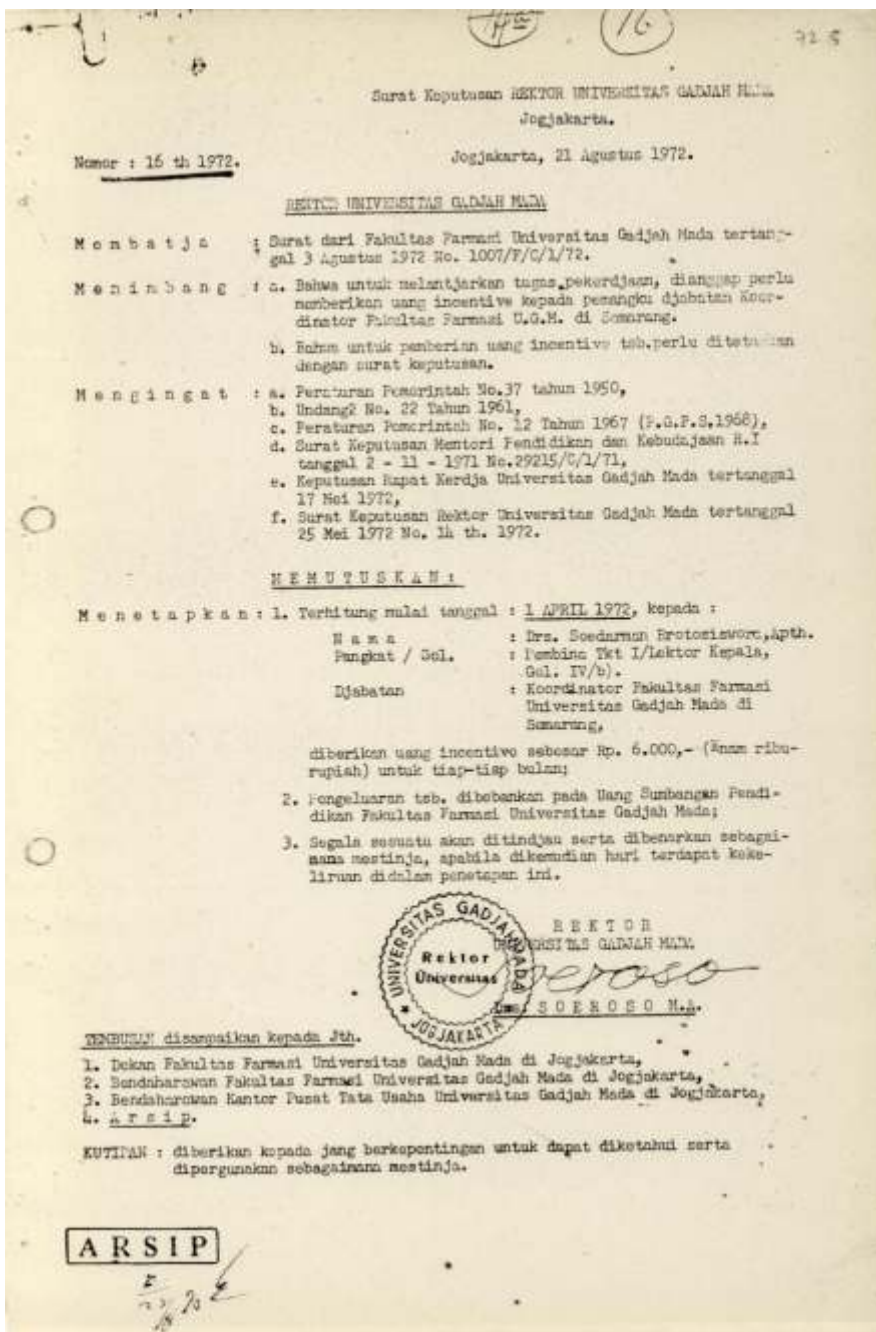 16
72 5
Surat Keputusan REKTOR UNIVERSITAS GADJAH MADA
Jogjakarta.
Nomor : 16 th 1972.
Jogjakarta, 21 Agustus 1972.
REKTOR UNIVERSITAS GADJAH MADA
M e m b a t j a : Surat dari Fakultas Farmasi Universitas Gadjah Mada tertang-
gal 3 Agustus 1972 No. 1007/F/C/1/72.
M e n i m b a n g : a. Bahwa untuk melantjarkan tugas pekerdjaan, dianggap perlu
memberikan uang incentive kepada pemangku djabatan Koor-
dinator Fakultas Farmasi U.G.M. di Semarang.
b. Bahwa untuk pemberian uang incentive tsb.perlu ditetapkan
dengan surat keputusan.
M e n g i n g a t : a. Peraturan Pemerintah No.37 tahun 1950,
b. Undang2 No. 22 Tahun 1961,
c. Peraturan Pemerintah No. 12 Tahun 1967 (P.G.P.S.1968),
d. Surat Keputusan Menteri Pendidikan dan Kebudajaan R.I
tanggal 2 - 11 - 1971 No.29215/C/1/71,
e. Keputusan Rapat Kerdja Universitas Gadjah Mada tertanggal
17 Mei 1972,
f. Surat Keputusan Rektor Universitas Gadjah Mada tertanggal
25 Mei 1972 No. 14 th. 1972.
M E M U T U S K A N :
M e n e t a p k a n : 1. Terhitung mulai tanggal : 1 APRIL 1972, kepada :
N a m a : Drs. Soedarman Brotosisworo,Apth.
Pangkat / Gol. : Pembina Tkt I/Lektor Kepala,
Gol. IV/b).
Djabatan : Koordinator Fakultas Farmasi
Universitas Gadjah Mada di
Semarang,
diberikan uang incentive sebesar Rp. 6.000,- (Enam ribu-
rupiah) untuk tiap-tiap bulan;
2. Pengeluaran tsb. dibebankan pada Uang Sumbangan Pendi-
dikan Fakultas Farmasi Universitas Gadjah Mada;
3. Segala sesuatu akan ditindjau serta dibenarkan sebagai-
mana mestinja, apabila dikemudian hari terdapat keke-
liruan didalam penetapan ini.
R E K T O R
UNIVERSITAS GADJAH MADA
UNIVERSITAS GADJAH MADA
Rektor
Universitas
JOGJAKARTA
Drs. S O E R O S O M.A.
TEMBUSAN disampaikan kepada Jth.
1. Dekan Fakultas Farmasi Universitas Gadjah Mada di Jogjakarta,
2. Bendaharawan Fakultas Farmasi Universitas Gadjah Mada di Jogjakarta,
3. Bendaharawan Kantor Pusat Tata Usaha Universitas Gadjah Mada di Jogjakarta,
4. A r s i p.
KUTIPAN : diberikan kepada jang berkepentingan untuk dapat diketahui serta
dipergunakan sebagaimana mestinja.
ARSIP